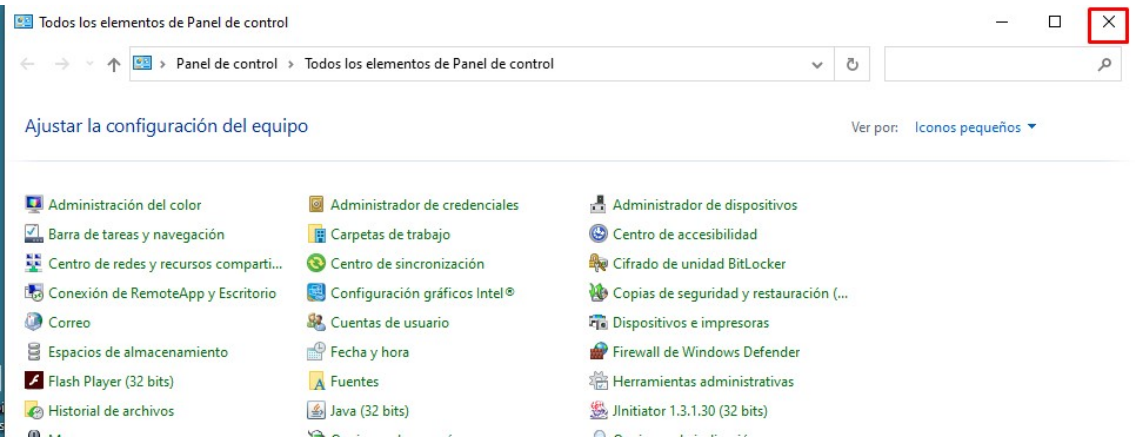 Todos los elementos de Panel de control
Panel de control > Todos los elementos de Panel de control
Ajustar la configuración del equipo
Ver por: Iconos pequeños
Administración del color Administrador de credenciales Administrador de dispositivos
Barra de tareas y navegación Carpetas de trabajo Centro de accesibilidad
Centro de redes y recursos comparti... Centro de sincronización Cifrado de unidad BitLocker
Conexión de RemoteApp y Escritorio Configuración gráficos Intel® Copias de seguridad y restauración (...
Correo Cuentas de usuario Dispositivos e impresoras
Espacios de almacenamiento Fecha y hora Firewall de Windows Defender
Flash Player (32 bits) Fuentes Herramientas administrativas
Historial de archivos Java (32 bits) JInitiator 1.3.1.30 (32 bits)